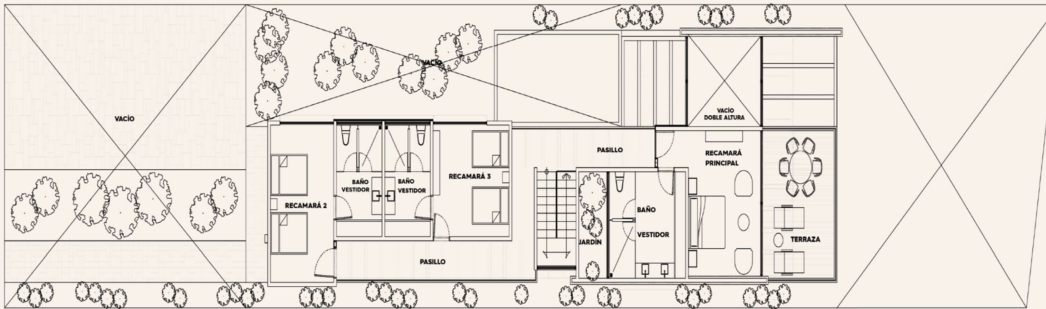 VACÍO
VACÍO
VACÍO
DOBLE ALTURA
PASILLO
RECAMARÁ
PRINCIPAL
BAÑO
VESTIDOR
BAÑO
VESTIDOR
RECAMARÁ 3
RECAMARÁ 2
BAÑO
VESTIDOR
JARDÍN
TERRAZA
PASILLO